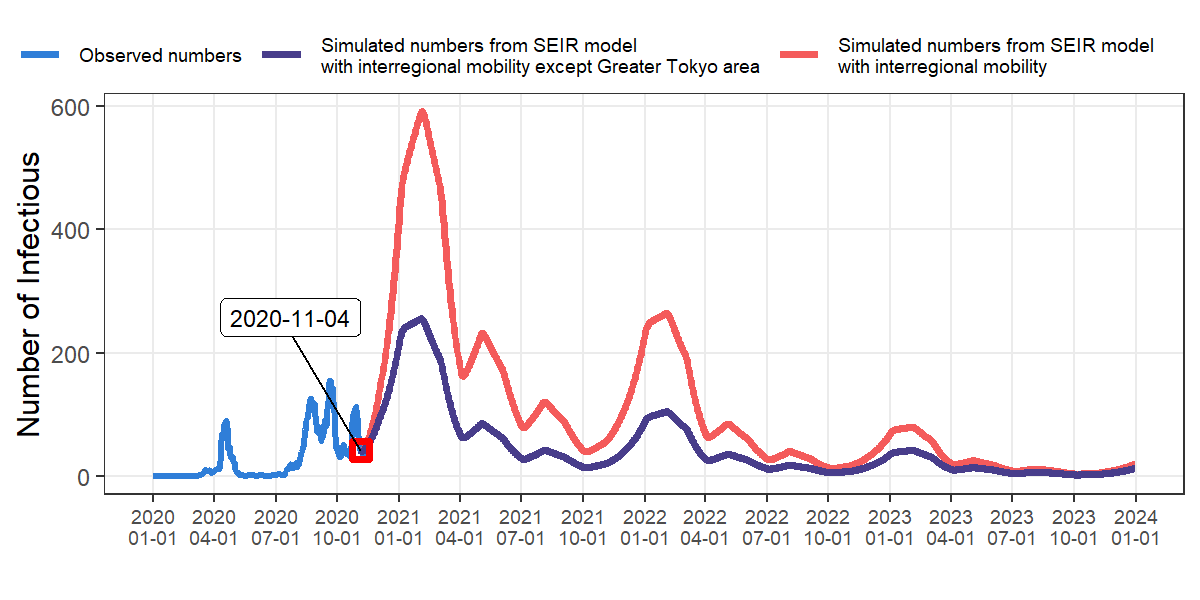 Observed numbers
Simulated numbers from SEIR model
with interregional mobility except Greater Tokyo area
Simulated numbers from SEIR model
with interregional mobility
Number of Infectious
600
400
200
0
2020-11-04
2020 2020 2020 2020 2021 2021 2021 2021 2022 2022 2022 2022 2023 2023 2023 2023 2024
01-01 04-01 07-01 10-01 01-01 04-01 07-01 10-01 01-01 04-01 07-01 10-01 01-01 04-01 07-01 10-01 01-01